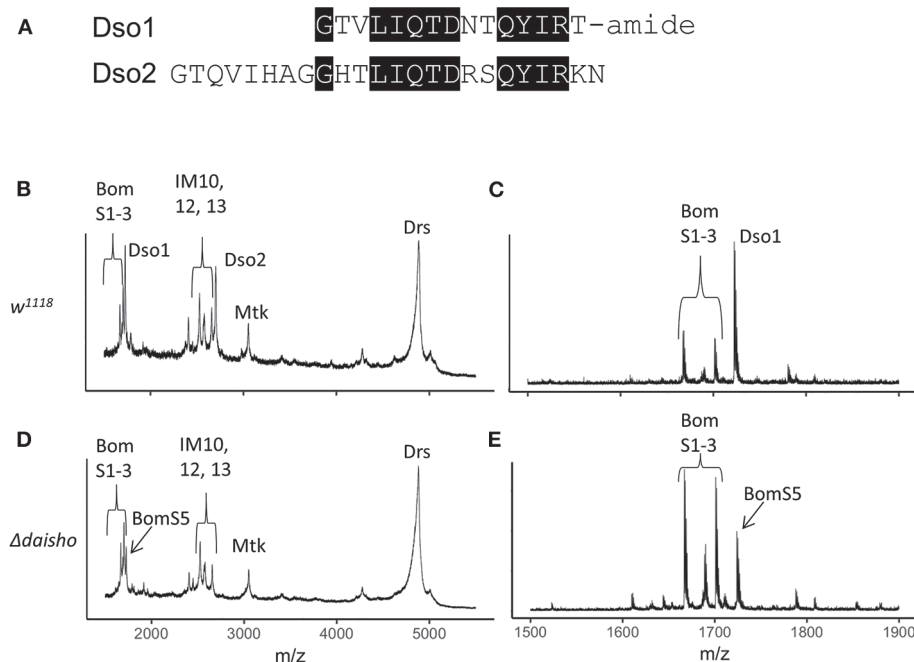 A
Dso1 GTVLIQTDNTQYIRT-amide
Dso2 GTQVIHAGGHTLIQTDRSQYIRKN
B
Bom
S1-3
Dso1
IM10,
12, 13
Dso2
Mtk
Drs
w1118
C
Bom
S1-3
Dso1
D
Bom
S1-3
BomS5
IM10,
12, 13
Mtk
Drs
Δdaisho
2000 3000 4000 5000
m/z
E
Bom
S1-3
BomS5
1500 1600 1700 1800 1900
m/z